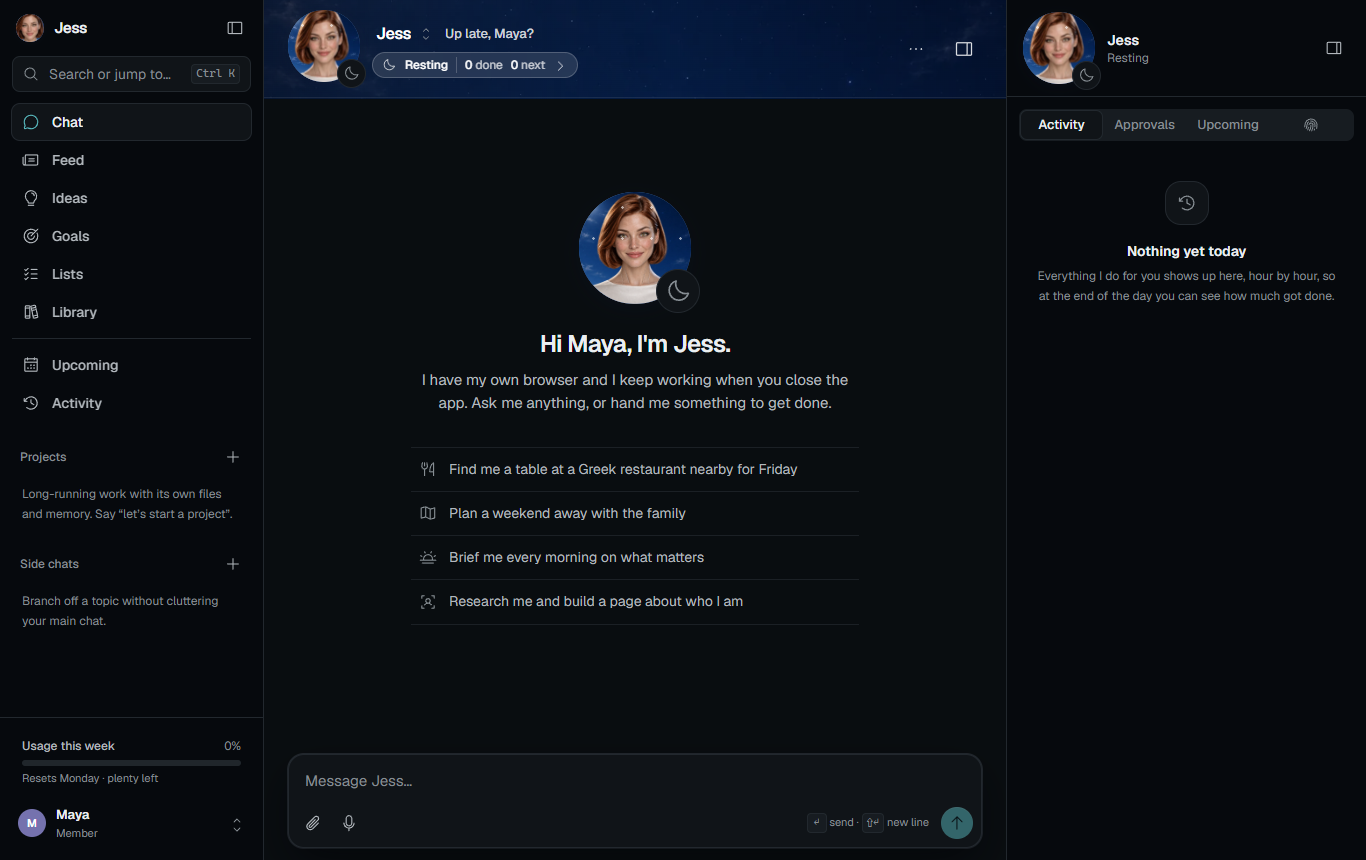 Jess
Search or jump to...
Ctrl K
Chat
Feed
Ideas
Goals
Lists
Library
Upcoming
Activity
Projects
Long-running work with its own files
and memory. Say “let's start a project”.
Side chats
Branch off a topic without cluttering
your main chat.
Usage this week 0%
Resets Monday · plenty left
M
Maya
Member
Jess
Up late, Maya?
Resting
0 done 0 next
Hi Maya, I'm Jess.
I have my own browser and I keep working when you close the
app. Ask me anything, or hand me something to get done.
Find me a table at a Greek restaurant nearby for Friday
Plan a weekend away with the family
Brief me every morning on what matters
Research me and build a page about who I am
Message Jess...
↵ send · ⇧↵ new line
Jess
Resting
Activity
Approvals
Upcoming
Nothing yet today
Everything I do for you shows up here, hour by hour, so
at the end of the day you can see how much got done.